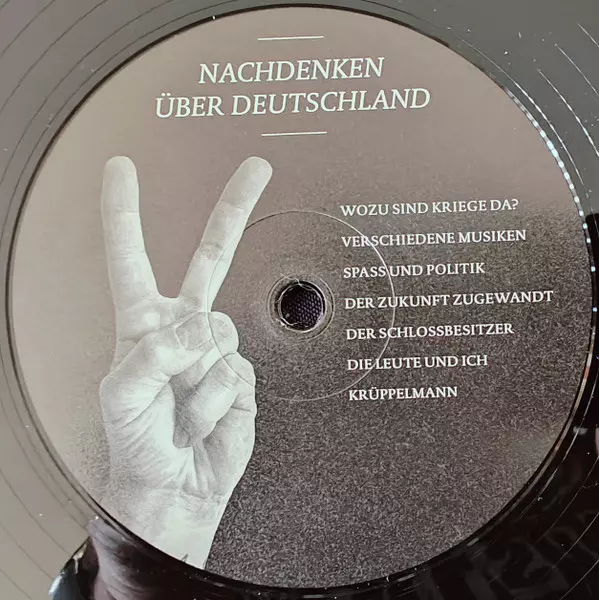 NACHDENKEN
ÜBER DEUTSCHLAND
WOZU SIND KRIEGE DA?
VERSCHIEDENE MUSIKEN
SPASS UND POLITIK
DER ZUKUNFT ZUGEWANDT
DER SCHLOSSBESITZER
DIE LEUTE UND ICH
KRÜPPELMANN